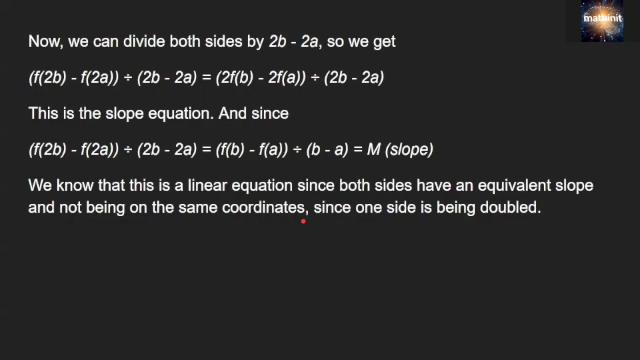 mathinit
Now, we can divide both sides by 2b - 2a, so we get
(f(2b) - f(2a)) ÷ (2b - 2a) = (2f(b) - 2f(a)) ÷ (2b - 2a)
This is the slope equation. And since
(f(2b) - f(2a)) ÷ (2b - 2a) = (f(b) - f(a)) ÷ (b - a) = M (slope)
We know that this is a linear equation since both sides have an equivalent slope
and not being on the same coordinates, since one side is being doubled.